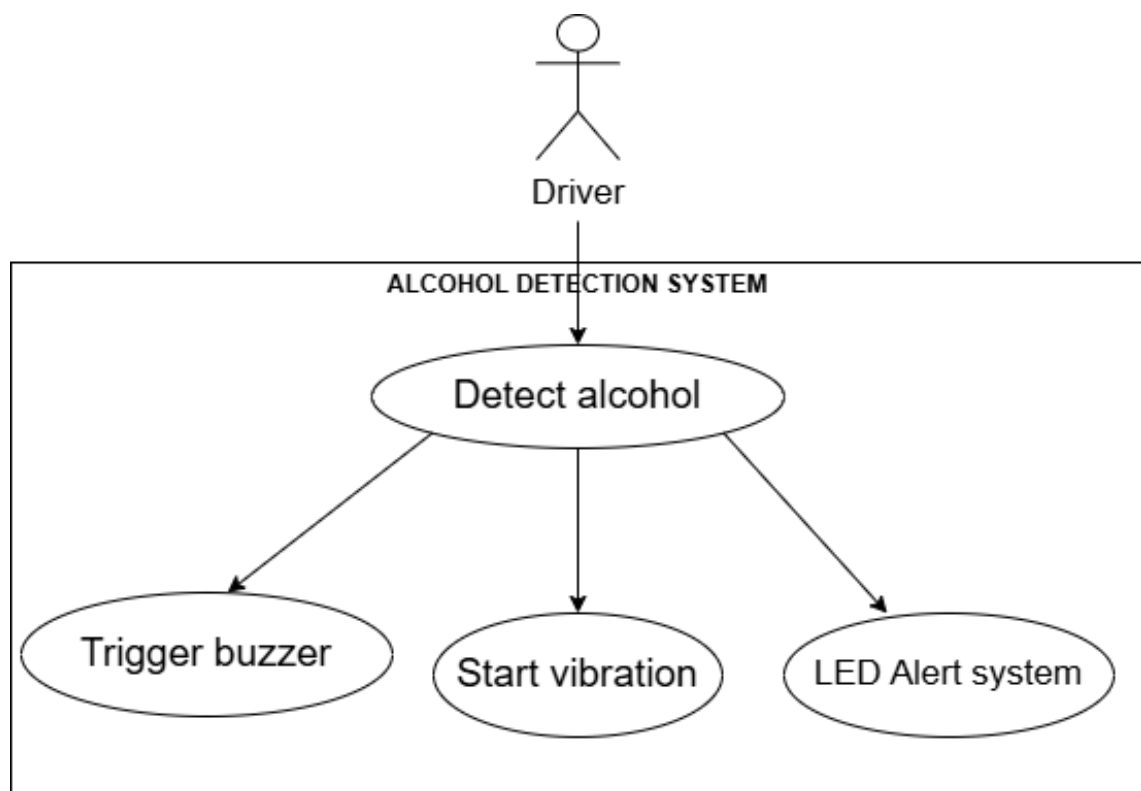 Driver
ALCOHOL DETECTION SYSTEM
Detect alcohol
Trigger buzzer
Start vibration
LED Alert system